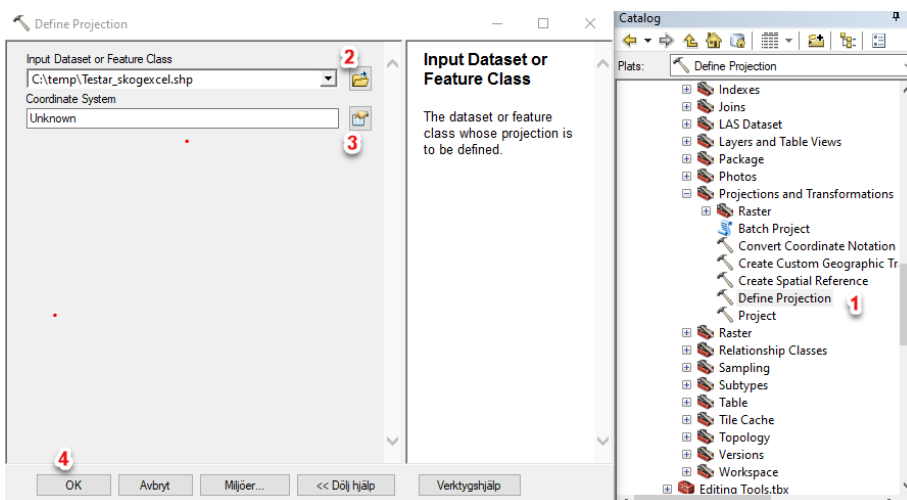 Define Projection
Input Dataset or Feature Class
2
C:\temp\Testar_skogexcel.shp
Coordinate System
Unknown
3
4
OK
Avbryt
Miljöer...
<< Dölj hjälp
Input Dataset or
Feature Class
The dataset or feature
class whose projection is
to be defined.
Verktygshjälp
Catalog
Plats:
Define Projection
Indexes
Joins
LAS Dataset
Layers and Table Views
Package
Photos
Projections and Transformations
Raster
Batch Project
Convert Coordinate Notation
Create Custom Geographic Tr
Create Spatial Reference
Define Projection
1
Project
Raster
Relationship Classes
Sampling
Subtypes
Table
Tile Cache
Topology
Versions
Workspace
Editing Tools.tbx